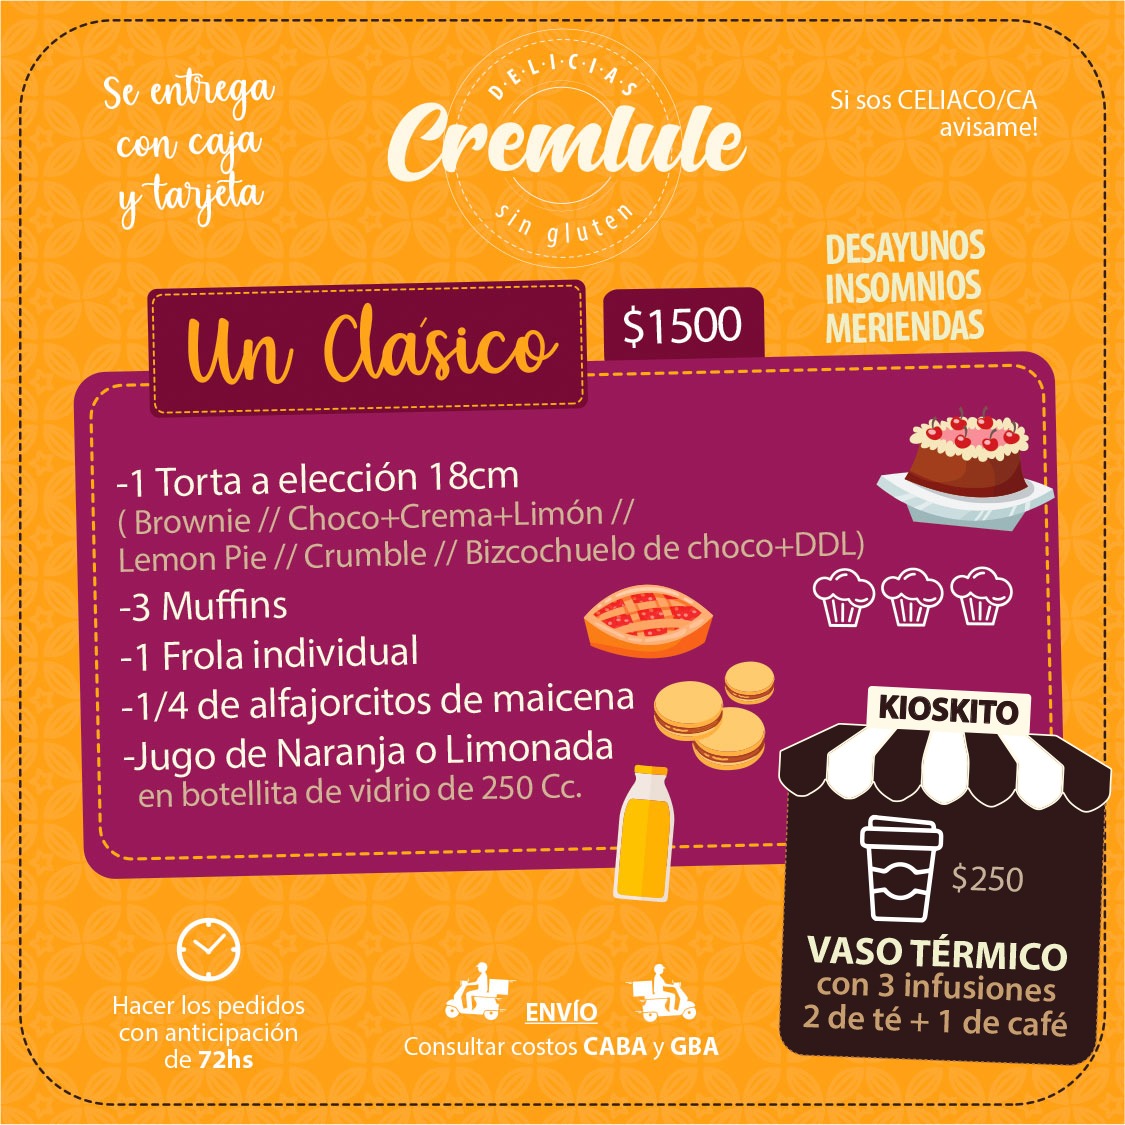 Se entrega
con caja
y tarjeta
DELICIAS
Cremlule
sin gluten
Si sos CELIACO/CA
avisame!
DESAYUNOS
INSOMNIOS
MERIENDAS
Un Clásico
$1500
-1 Torta a elección 18cm
( Brownie // Choco+Crema+Limón //
Lemon Pie // Crumble // Bizcochuelo de choco+DDL)
-3 Muffins
-1 Frola individual
-1/4 de alfajorcitos de maicena
-Jugo de Naranja o Limonada
en botellita de vidrio de 250 Cc.
KIOSKITO
$250
VASO TÉRMICO
con 3 infusiones
2 de té + 1 de café
Hacer los pedidos
con anticipación
de 72hs
ENVÍO
Consultar costos CABA y GBA